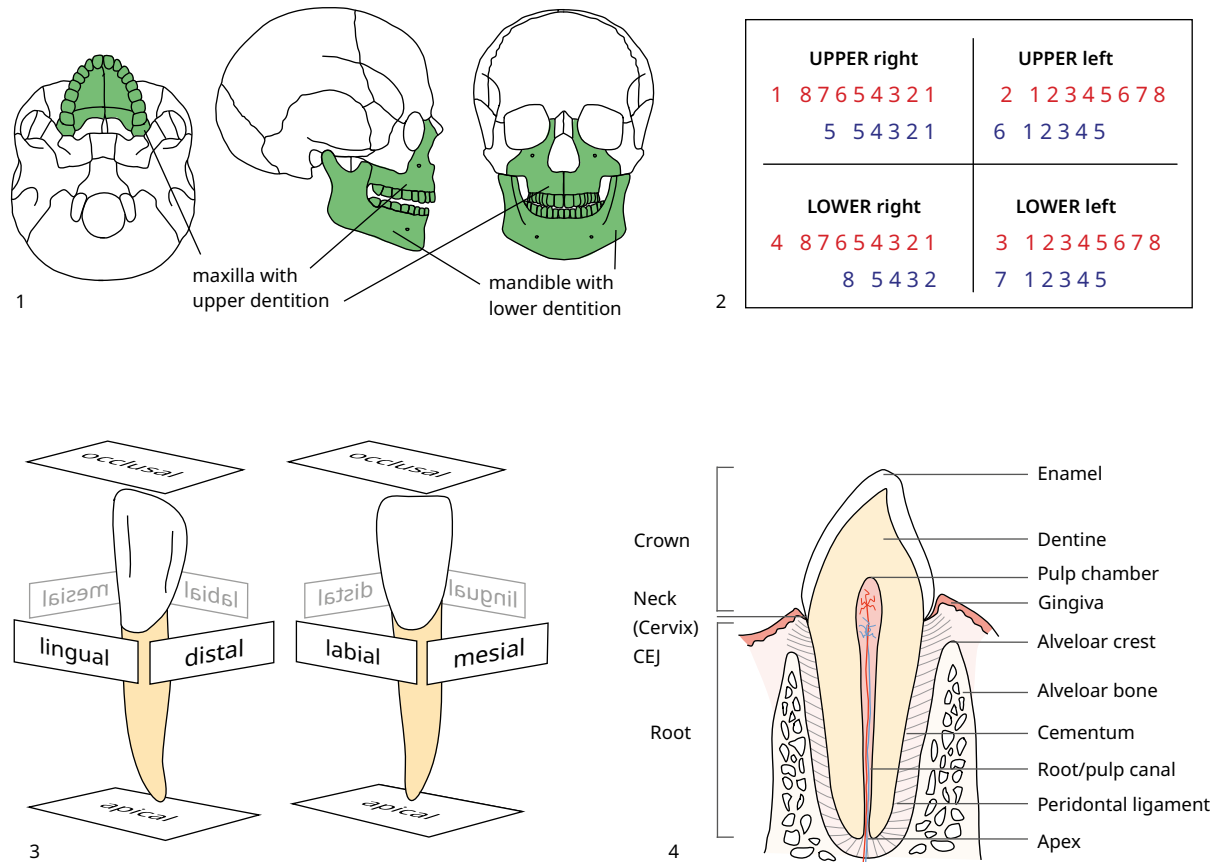 maxilla with
upper dentition
mandible with
lower dentition
1
UPPER right
UPPER left
1 8 7 6 5 4 3 2 1
2 1 2 3 4 5 6 7 8
5 5 4 3 2 1
6 1 2 3 4 5
LOWER right
LOWER left
4 8 7 6 5 4 3 2 1
3 1 2 3 4 5 6 7 8
8 5 4 3 2
7 1 2 3 4 5
2
occlusal
mesial
labial
lingual
distal
apical
occlusal
distal
lingual
labial
mesial
apical
3
Crown
Neck
(Cervix)
CEJ
Root
Enamel
Dentine
Pulp chamber
Gingiva
Alveloar crest
Alveloar bone
Cementum
Root/pulp canal
Peridontal ligament
Apex
4